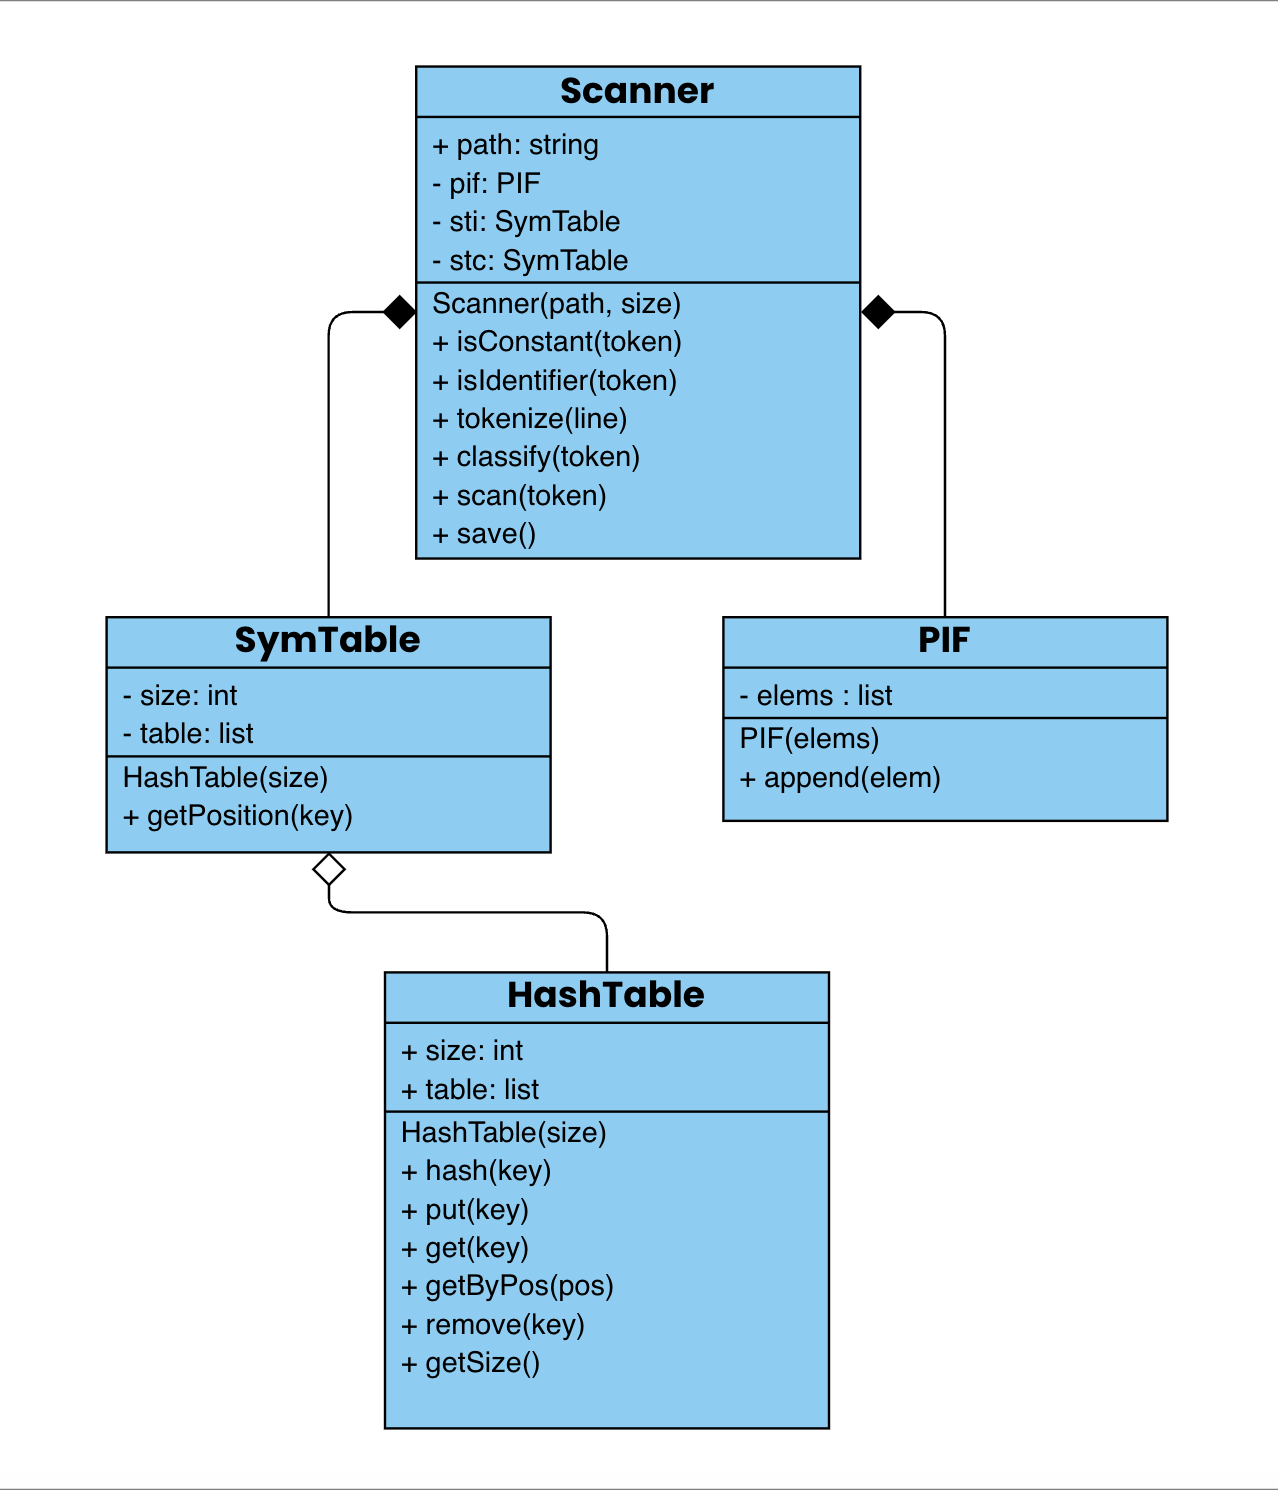 Scanner
+ path: string
- pif: PIF
- sti: SymTable
- stc: SymTable
Scanner(path, size)
+ isConstant(token)
+ isIdentifier(token)
+ tokenize(line)
+ classify(token)
+ scan(token)
+ save()
SymTable
- size: int
- table: list
HashTable(size)
+ getPosition(key)
PIF
- elems : list
PIF(elems)
+ append(elem)
HashTable
+ size: int
+ table: list
HashTable(size)
+ hash(key)
+ put(key)
+ get(key)
+ getByPos(pos)
+ remove(key)
+ getSize()